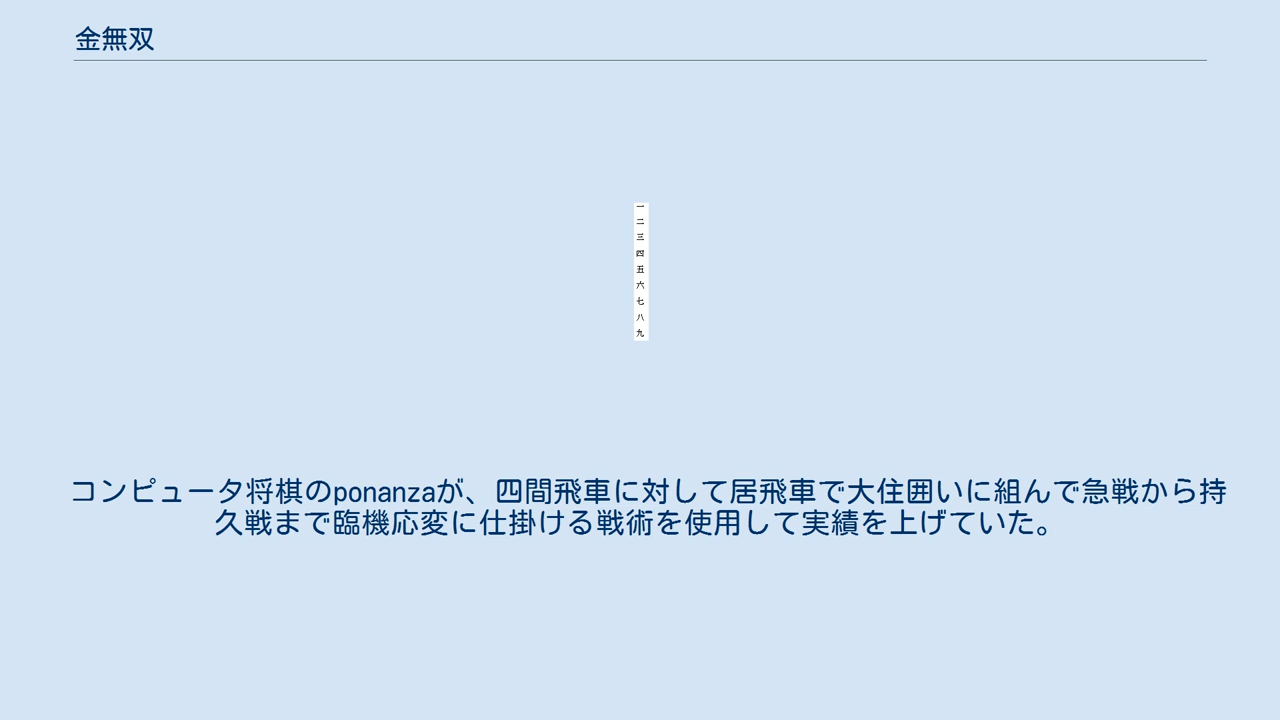 金無双
一
二
三
四
五
六
七
八
九
コンピュータ将棋のponanzaが、四間飛車に対して居飛車で大住囲いに組んで急戦から持
久戦まで臨機応変に仕掛ける戦術を使用して実績を上げていた。